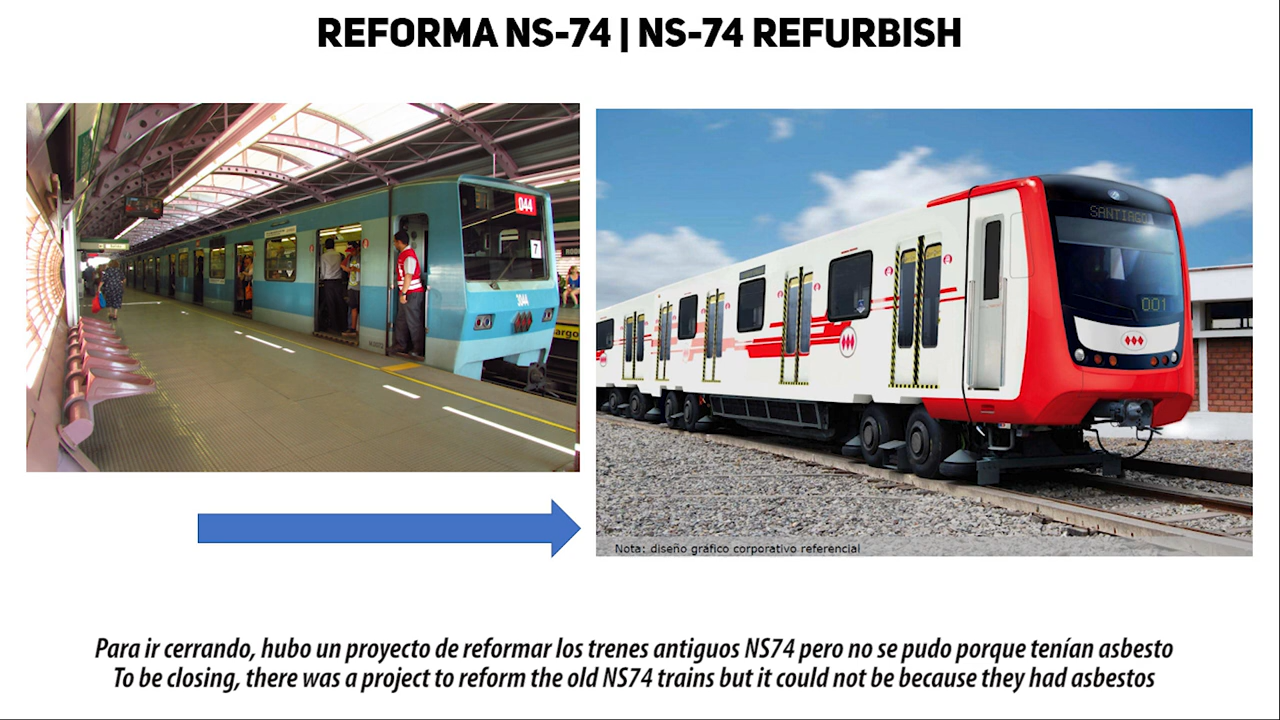 REFORMA NS-74 | NS-74 REFURBISH
044
7
3044
SANTIAGO
001
Nota: diseño gráfico corporativo referencial
Para ir cerrando, hubo un proyecto de reformar los trenes antiguos NS74 pero no se pudo porque tenían asbesto
To be closing, there was a project to reform the old NS74 trains but it could not be because they had asbestos